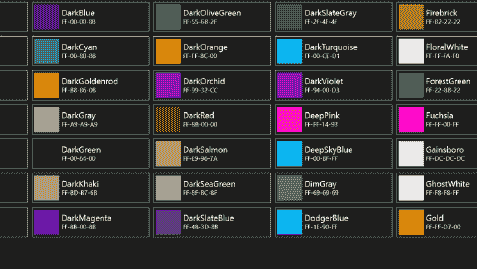 DarkBlue
FF-00-00-8B
DarkOliveGreen
FF-55-6B-2F
DarkSlateGray
FF-2F-4F-4F
Firebrick
FF-B2-22-22
DarkCyan
FF-00-8B-8B
DarkOrange
FF-FF-8C-00
DarkTurquoise
FF-00-CE-D1
FloralWhite
FF-FF-FA-F0
DarkGoldenrod
FF-B8-86-0B
DarkOrchid
FF-99-32-CC
DarkViolet
FF-94-00-D3
ForestGreen
FF-22-8B-22
DarkGray
FF-A9-A9-A9
DarkRed
FF-8B-00-00
DeepPink
FF-FF-14-93
Fuchsia
FF-FF-00-FF
DarkGreen
FF-00-64-00
DarkSalmon
FF-E9-96-7A
DeepSkyBlue
FF-00-BF-FF
Gainsboro
FF-DC-DC-DC
DarkKhaki
FF-BD-B7-6B
DarkSeaGreen
FF-8F-BC-8F
DimGray
FF-69-69-69
GhostWhite
FF-F8-F8-FF
DarkMagenta
FF-8B-00-8B
DarkSlateBlue
FF-48-3D-8B
DodgerBlue
FF-1E-90-FF
Gold
FF-FF-D7-00